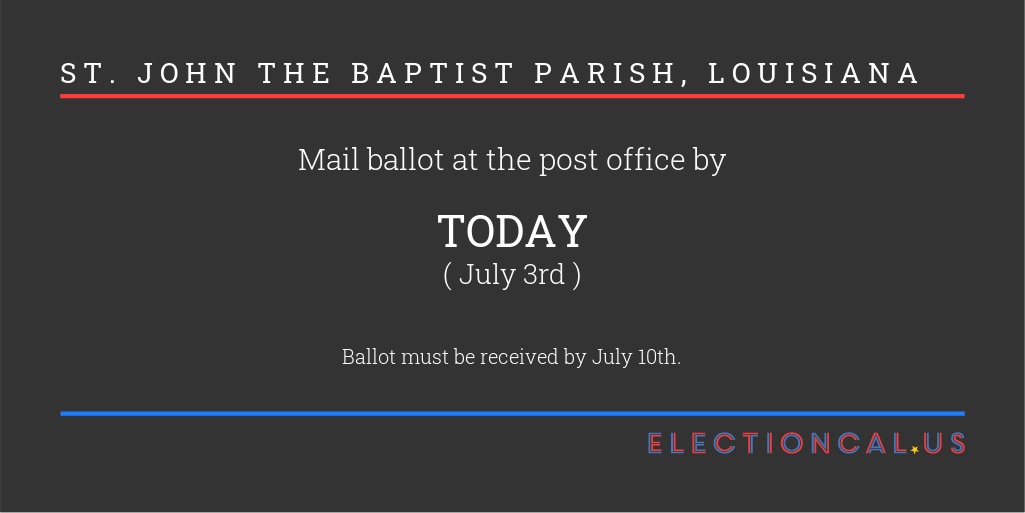 ST. JOHN THE BAPTIST PARISH, LOUISIANA
Mail ballot at the post office by
TODAY
( July 3rd )
Ballot must be received by July 10th.
ELECTIONCAL.US